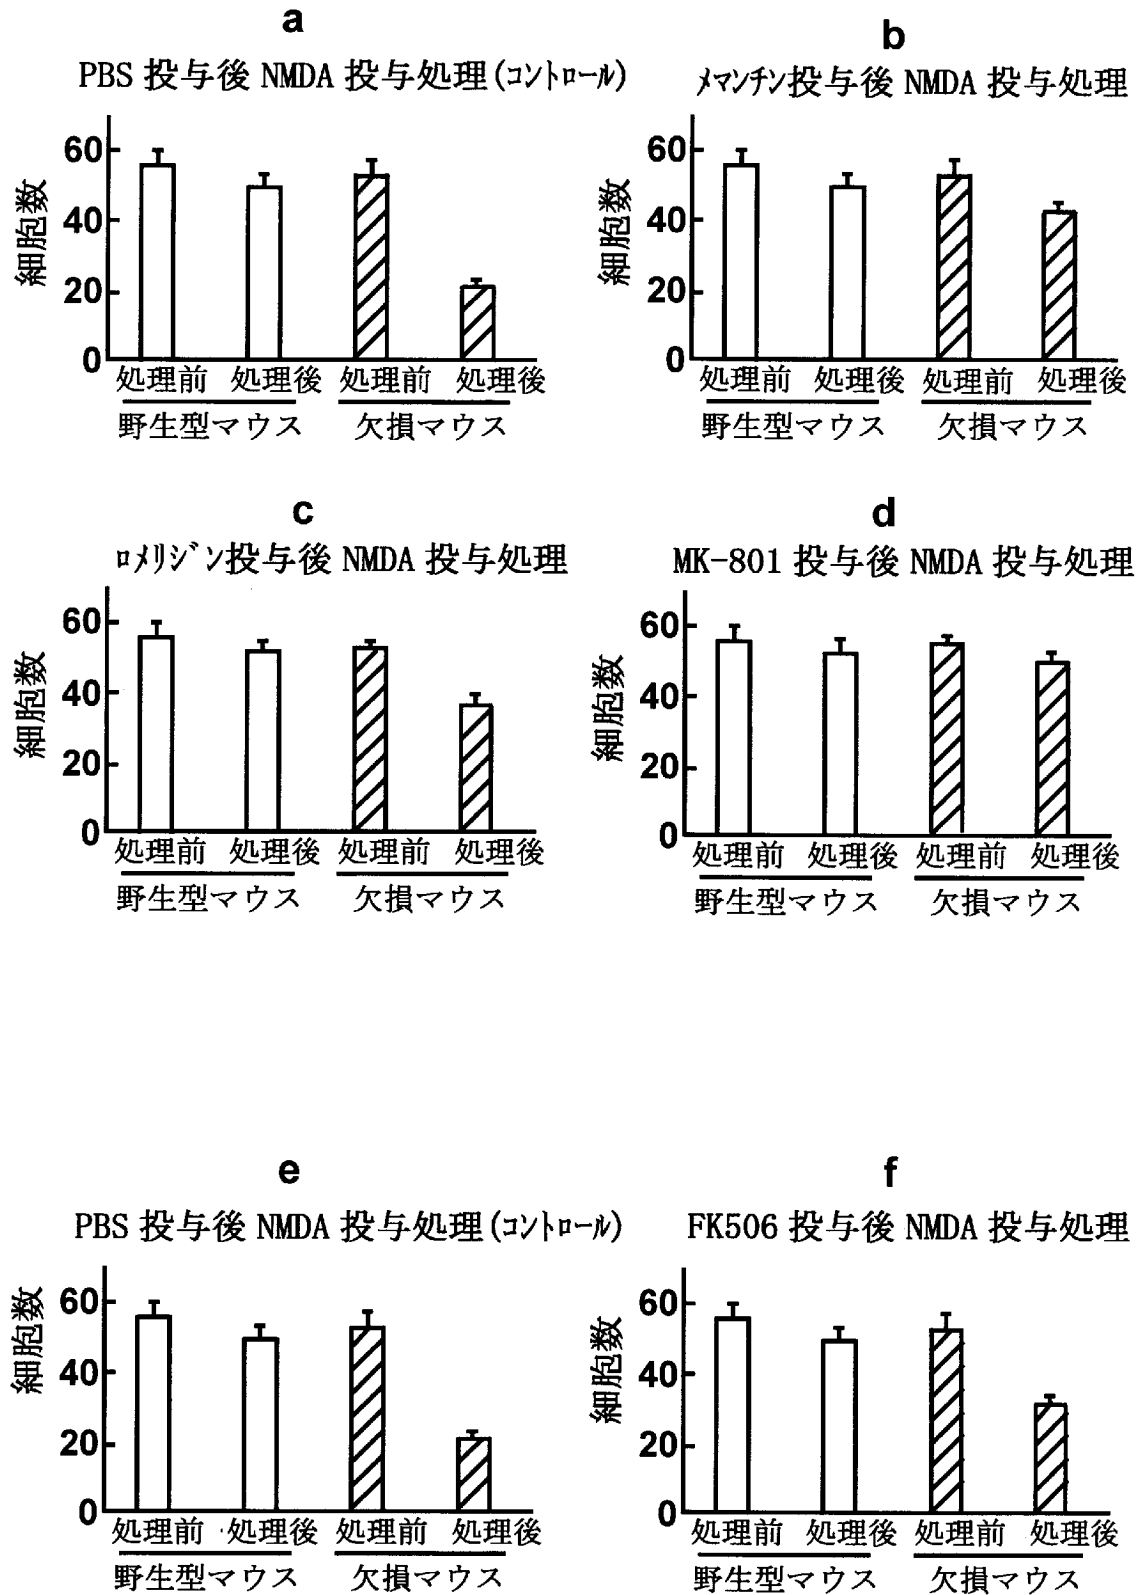 a
PBS 投与後 NMDA 投与処理(コントロール)
細胞数
60
40
20
0
処理前 処理後 処理前 処理後
野生型マウス 欠損マウス
b
メマンチン投与後 NMDA 投与処理
細胞数
60
40
20
0
処理前 処理後 処理前 処理後
野生型マウス 欠損マウス
c
ロメリジン投与後 NMDA 投与処理
細胞数
60
40
20
0
処理前 処理後 処理前 処理後
野生型マウス 欠損マウス
d
MK-801 投与後 NMDA 投与処理
細胞数
60
40
20
0
処理前 処理後 処理前 処理後
野生型マウス 欠損マウス
e
PBS 投与後 NMDA 投与処理(コントロール)
細胞数
60
40
20
0
処理前 処理後 処理前 処理後
野生型マウス 欠損マウス
f
FK506 投与後 NMDA 投与処理
細胞数
60
40
20
0
処理前 処理後 処理前 処理後
野生型マウス 欠損マウス